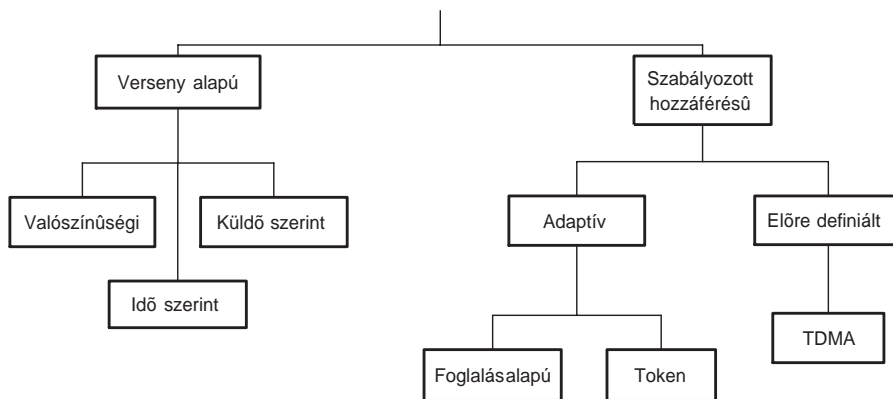 Verseny alapú
Szabályozott
hozzáférésû
Valószínûségi
Küldõ szerint
Adaptív
Elõre definiált
Idõ szerint
TDMA
Foglalásalapú
Token